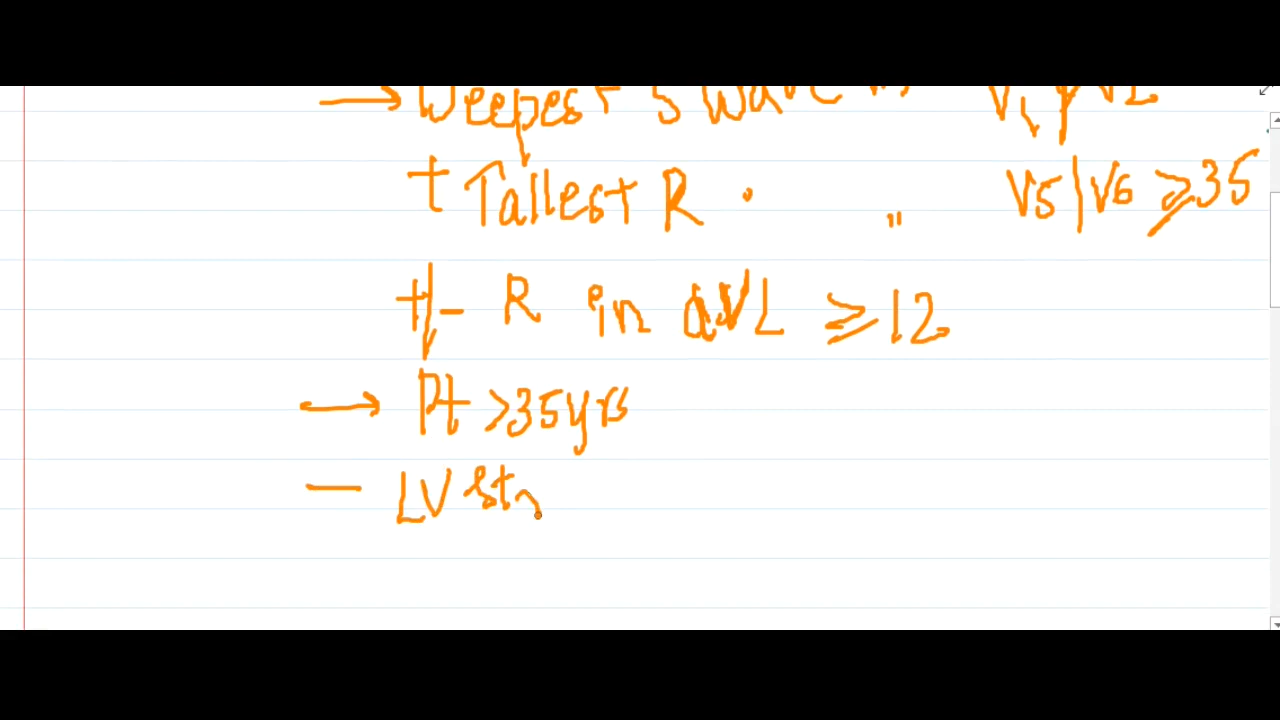 → Deepest S wave in V1/V2
+ Tallest R " V5/V6 ≥35
+/- R in aVL ≥12
→ Pt >35yrs
- LV str